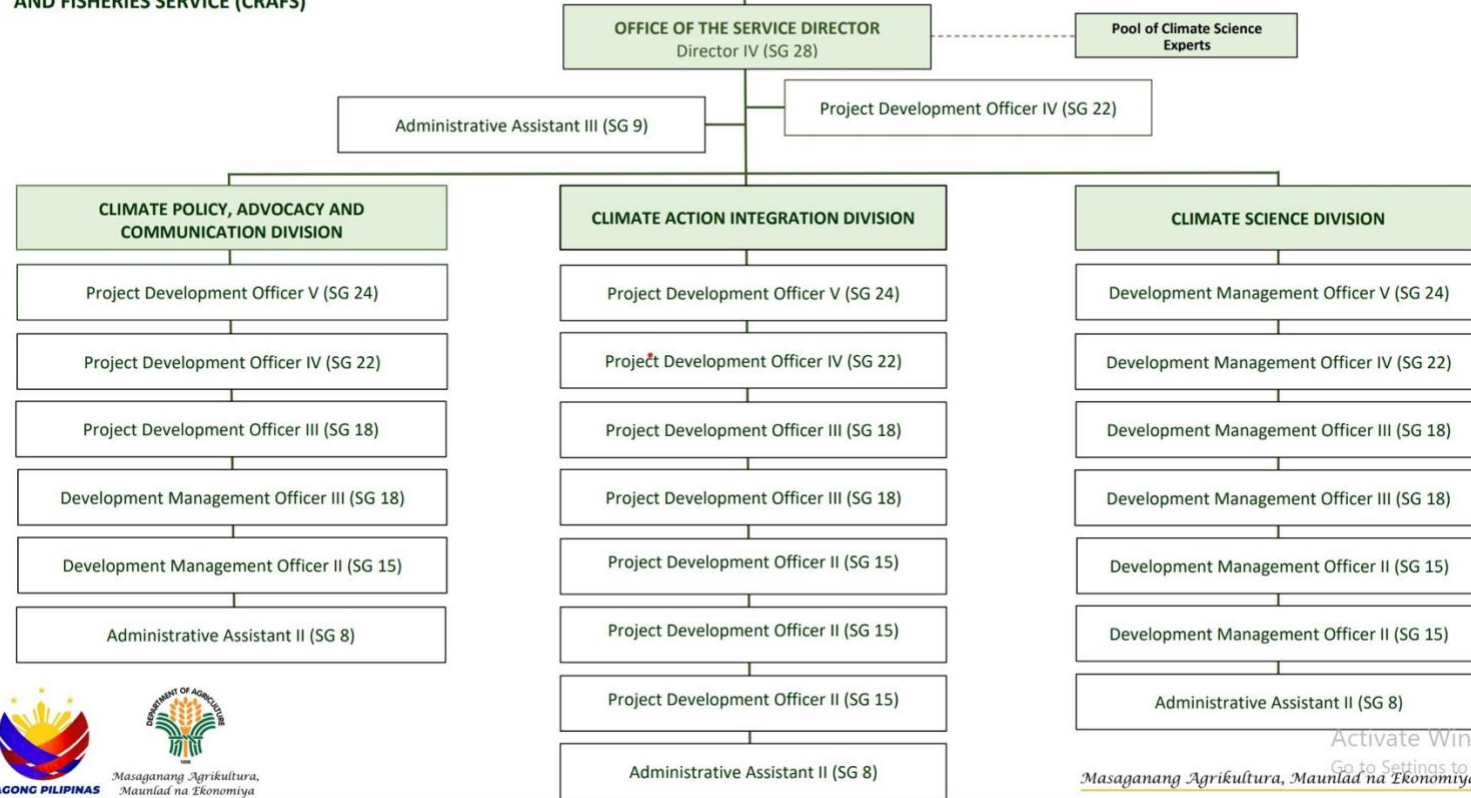 AND FISHERIES SERVICE (CRAFS)
OFFICE OF THE SERVICE DIRECTOR
Director IV (SG 28)
Pool of Climate Science
Experts
Administrative Assistant III (SG 9)
Project Development Officer IV (SG 22)
CLIMATE POLICY, ADVOCACY AND
COMMUNICATION DIVISION
Project Development Officer V (SG 24)
Project Development Officer IV (SG 22)
Project Development Officer III (SG 18)
Development Management Officer III (SG 18)
Development Management Officer II (SG 15)
Administrative Assistant II (SG 8)
CLIMATE ACTION INTEGRATION DIVISION
Project Development Officer V (SG 24)
Project Development Officer IV (SG 22)
Project Development Officer III (SG 18)
Project Development Officer III (SG 18)
Project Development Officer II (SG 15)
Project Development Officer II (SG 15)
Project Development Officer II (SG 15)
Administrative Assistant II (SG 8)
CLIMATE SCIENCE DIVISION
Development Management Officer V (SG 24)
Development Management Officer IV (SG 22)
Development Management Officer III (SG 18)
Development Management Officer III (SG 18)
Development Management Officer II (SG 15)
Development Management Officer II (SG 15)
Administrative Assistant II (SG 8)
AGONG PILIPINAS
DEPARTMENT OF AGRICULTURE
1898
Masaganang Agrikultura,
Maunlad na Ekonomiya
Activate Win
Go to Settings to
Masaganang Agrikultura, Maunlad na Ekonomiya